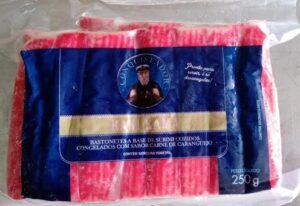 CONQUISTADOR
Pronto para
servir, é só
descongelar!
BASTONETES À BASE DE SURIMI COZIDOS
CONGELADOS COM SABOR CARNE DE CARANGUEJO
PESO LÍQUIDO
250g